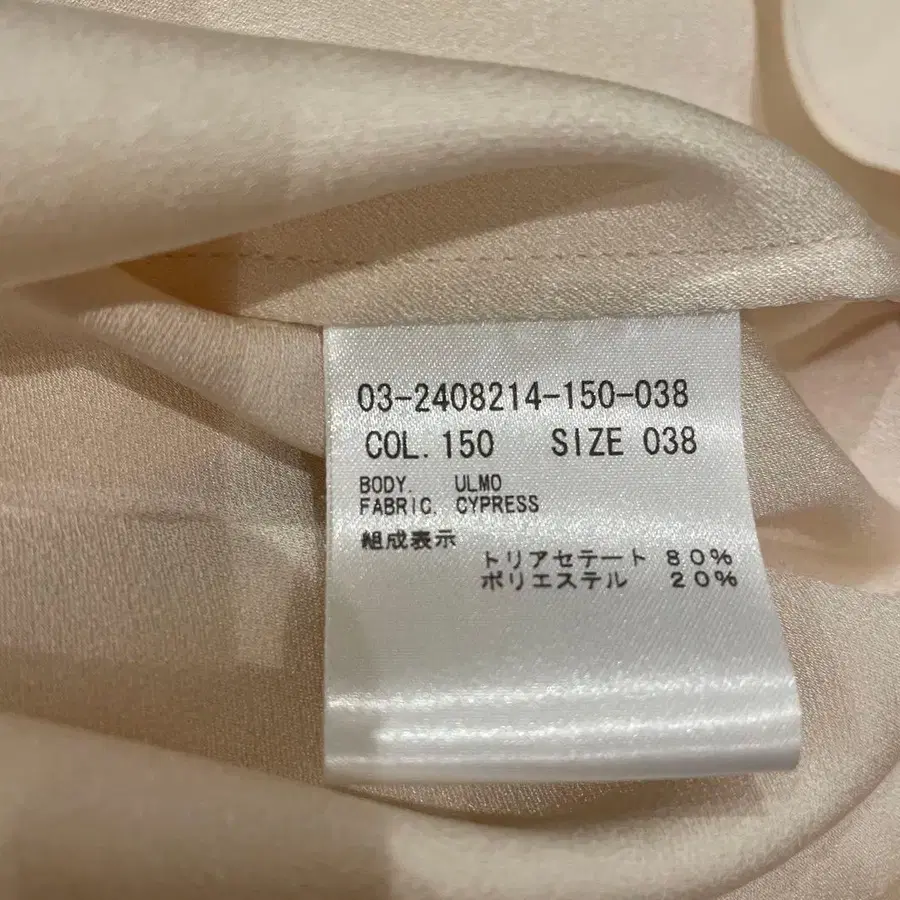 03-2408214-150-038
COL. 150 SIZE 038
BODY. ULMO
FABRIC. CYPRESS
組成表示
トリアセテート 80%
ポリエステル 20%